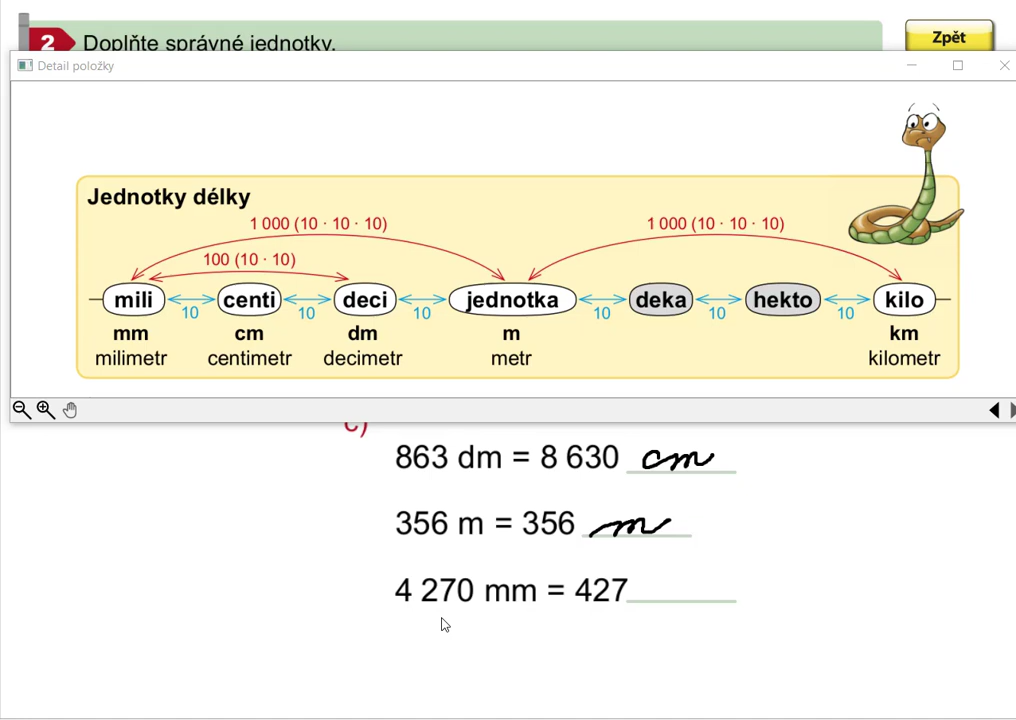 2 Doplňte správné jednotky.
Zpět
Detail položky
Jednotky délky
1 000 (10 · 10 · 10)
1 000 (10 · 10 · 10)
100 (10 · 10)
mili centi deci jednotka deka hekto kilo
10 10 10 10 10 10
mm cm dm m km
milimetr centimetr decimetr metr kilometr
c)
863 dm = 8 630 cm
356 m = 356 m
4 270 mm = 427